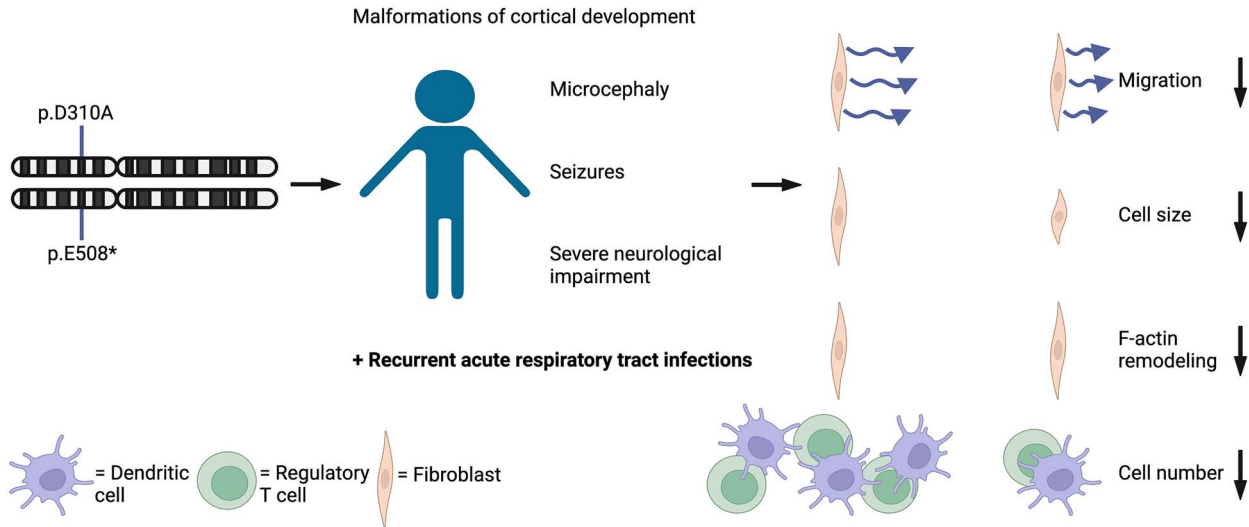 Malformations of cortical development
p.D310A
p.E508*
Microcephaly
Seizures
Severe neurological
impairment
+ Recurrent acute respiratory tract infections
Migration
Cell size
F-actin
remodeling
Cell number
= Dendritic
cell
= Regulatory
T cell
= Fibroblast